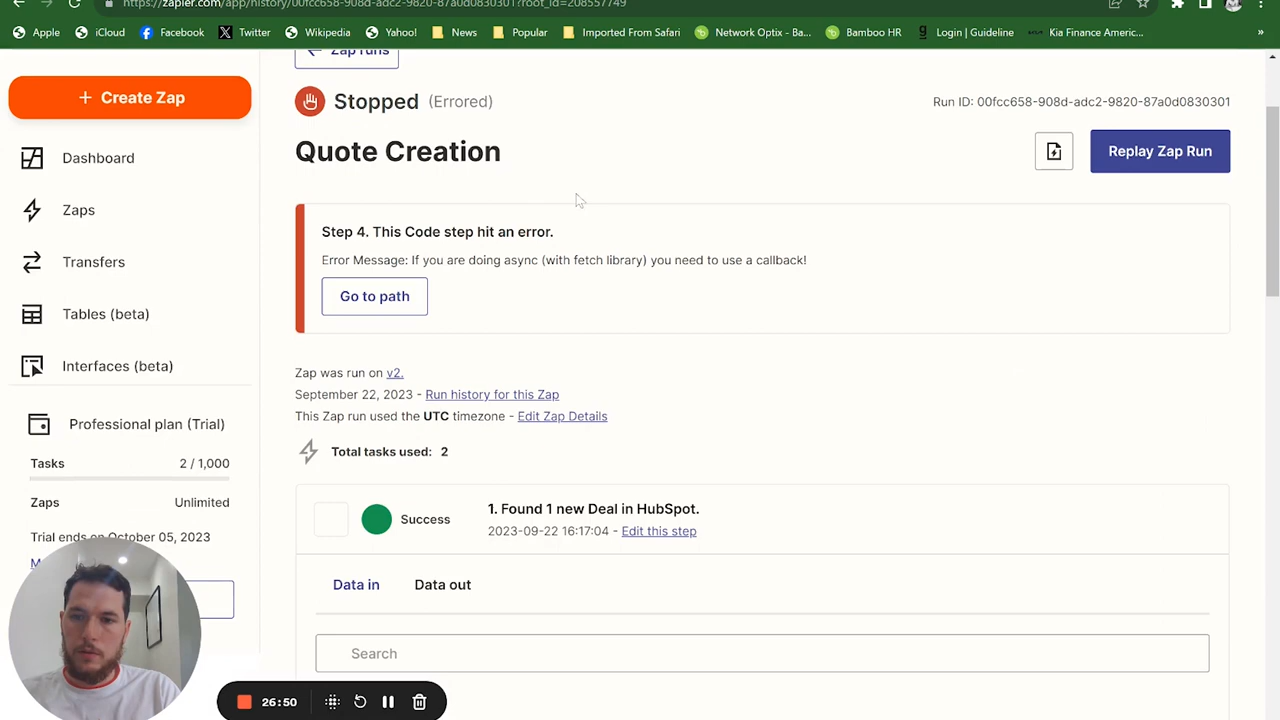 https://zapier.com/app/history/00fcc658-908d-adc2-9820-87a0d0830301?root_id=208557749
Apple iCloud Facebook Twitter Wikipedia Yahoo! News Popular Imported From Safari Network Optix - Ba... Bamboo HR Login | Guideline Kia Finance Americ... »
Zap runs
+ Create Zap
Stopped (Errored)
Run ID: 00fcc658-908d-adc2-9820-87a0d0830301
Dashboard
Quote Creation
Replay Zap Run
Zaps
Step 4. This Code step hit an error.
Error Message: If you are doing async (with fetch library) you need to use a callback!
Transfers
Go to path
Tables (beta)
Interfaces (beta)
Zap was run on v2.
September 22, 2023 - Run history for this Zap
This Zap run used the UTC timezone - Edit Zap Details
Professional plan (Trial)
Total tasks used: 2
Tasks 2 / 1,000
Zaps Unlimited
1. Found 1 new Deal in HubSpot.
Success
2023-09-22 16:17:04 - Edit this step
Trial ends on October 05, 2023
Data in Data out
Search
26:50